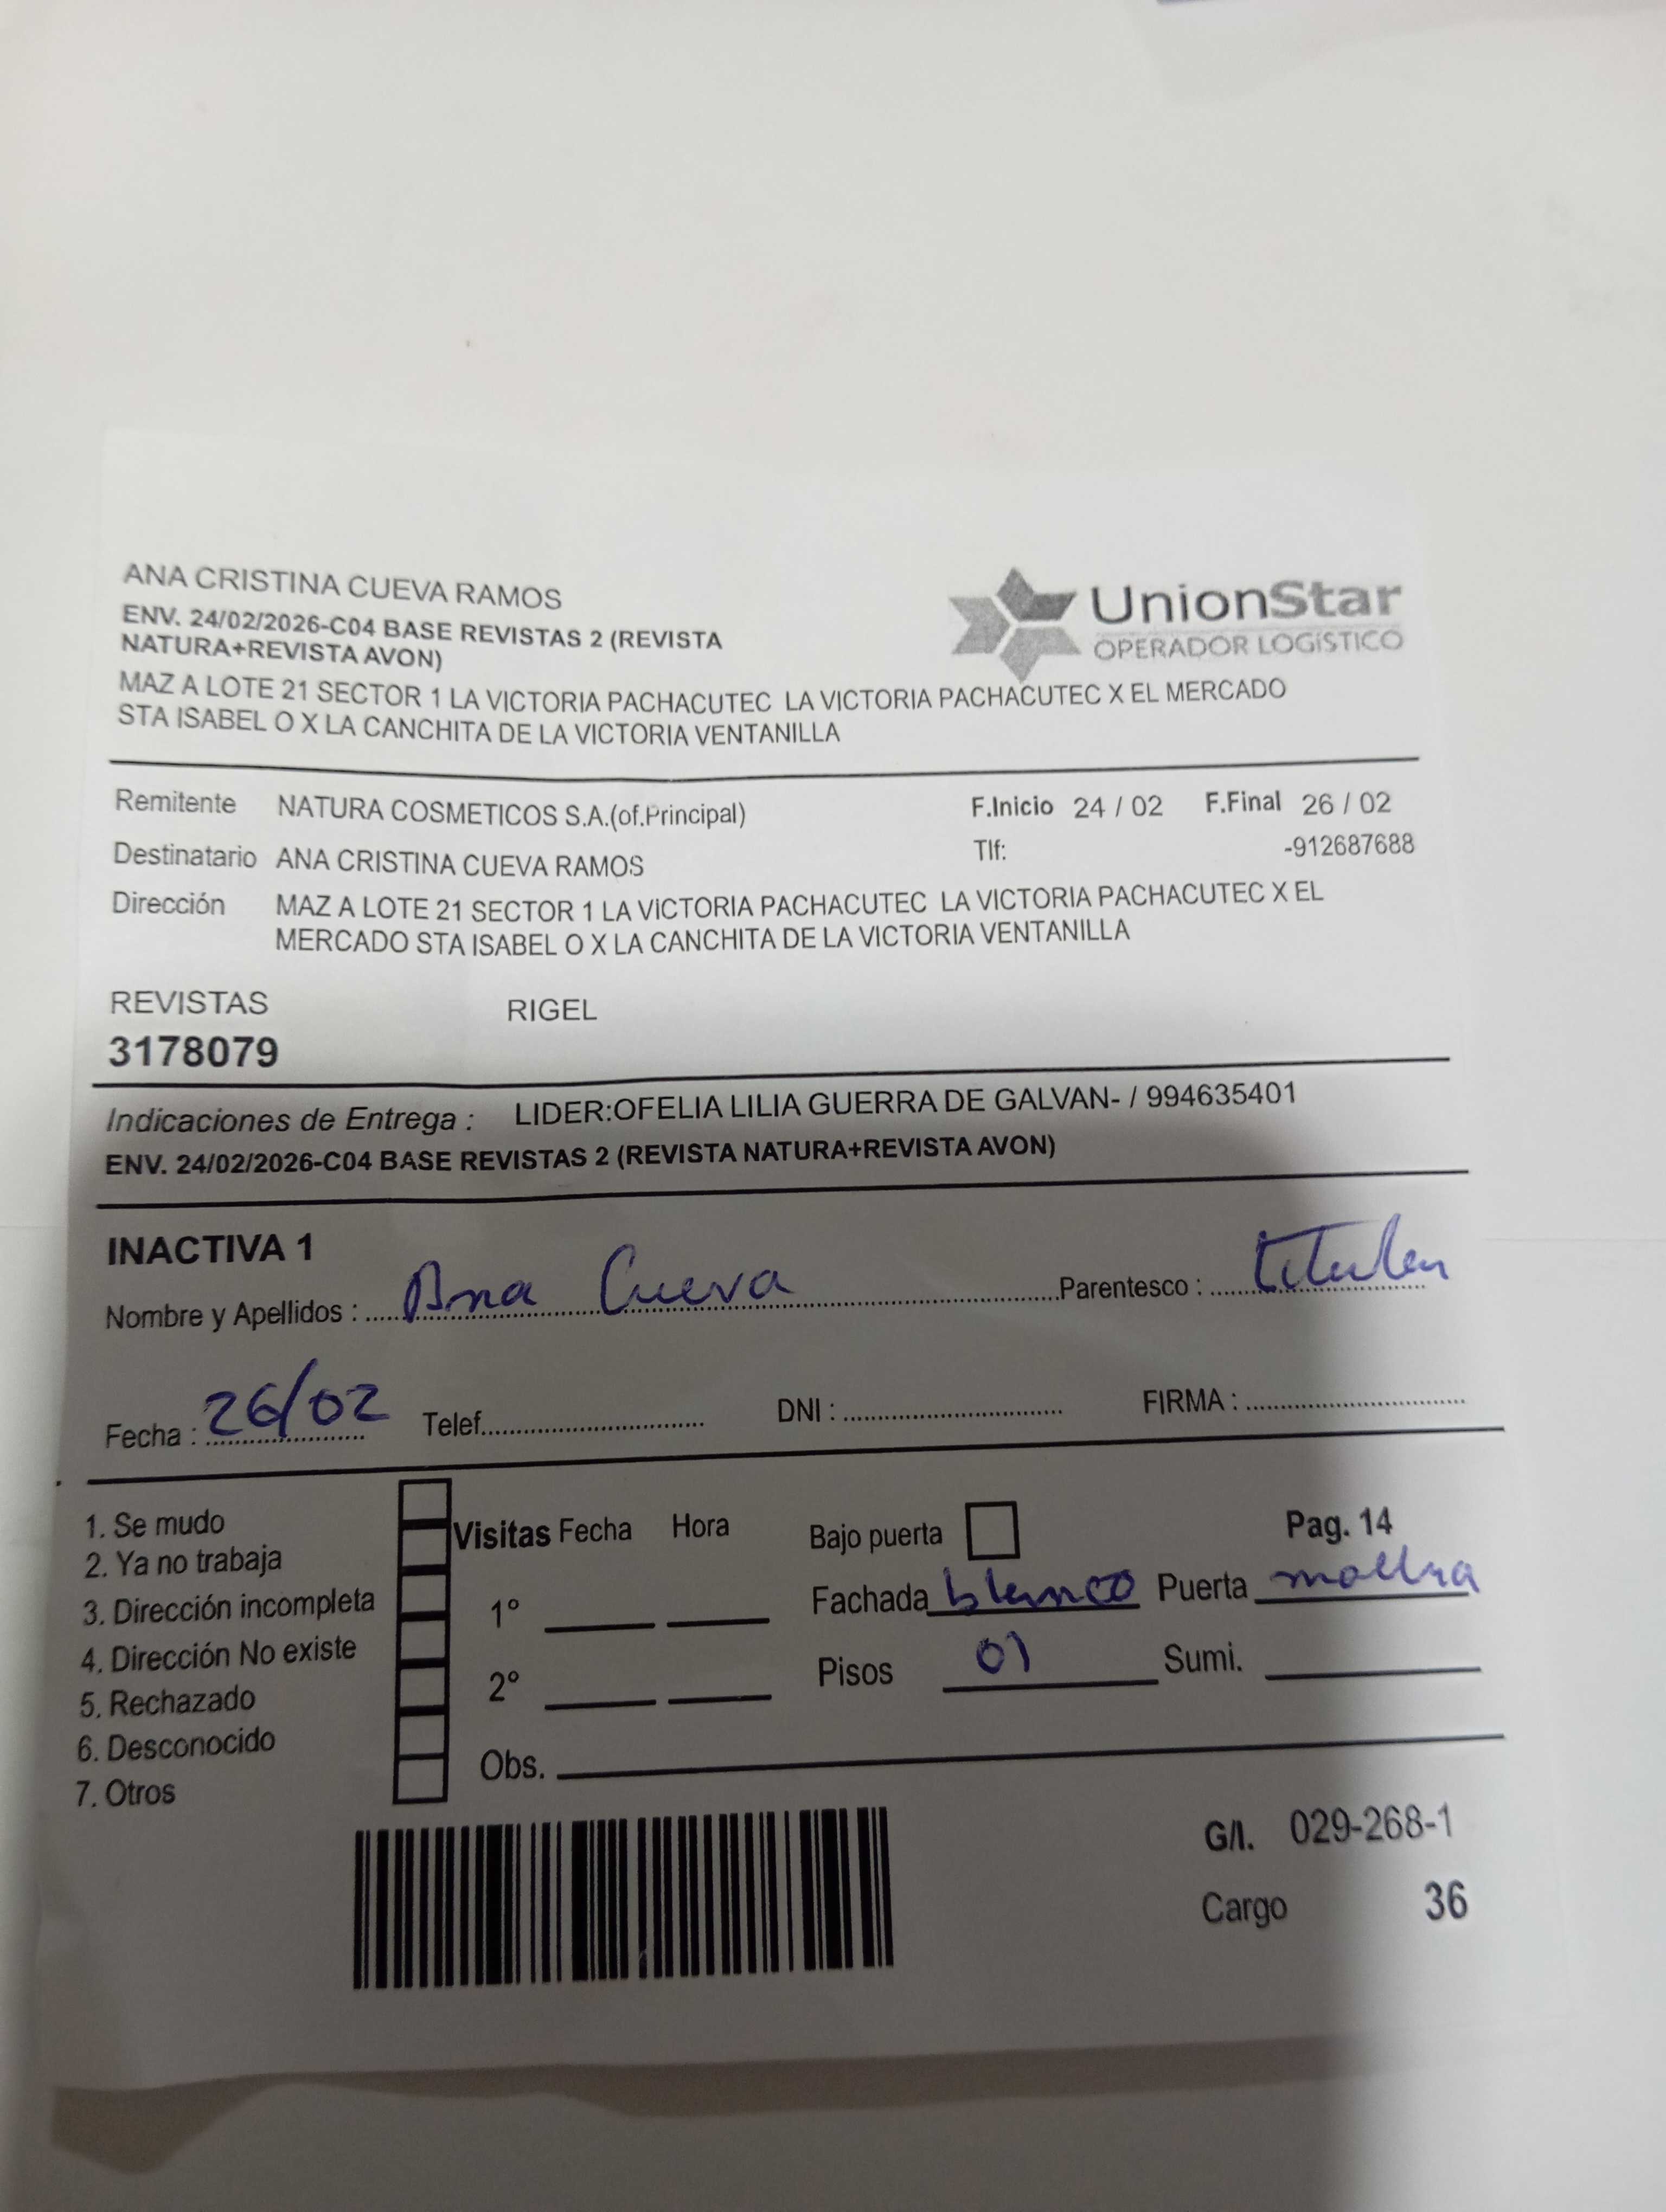 ANA CRISTINA CUEVA RAMOS
ENV. 24/02/2026-C04 BASE REVISTAS 2 (REVISTA
NATURA+REVISTA AVON)
UnionStar
OPERADOR LOGÍSTICO
MAZ A LOTE 21 SECTOR 1 LA VICTORIA PACHACUTEC LA VICTORIA PACHACUTEC X EL MERCADO
STA ISABEL O X LA CANCHITA DE LA VICTORIA VENTANILLA
Remitente NATURA COSMETICOS S.A.(of.Principal) F.Inicio 24 / 02 F.Final 26 / 02
Destinatario ANA CRISTINA CUEVA RAMOS Tlf: -912687688
Dirección MAZ A LOTE 21 SECTOR 1 LA VICTORIA PACHACUTEC LA VICTORIA PACHACUTEC X EL
MERCADO STA ISABEL O X LA CANCHITA DE LA VICTORIA VENTANILLA
REVISTAS RIGEL
3178079
Indicaciones de Entrega : LIDER:OFELIA LILIA GUERRA DE GALVAN- / 994635401
ENV. 24/02/2026-C04 BASE REVISTAS 2 (REVISTA NATURA+REVISTA AVON)
INACTIVA 1
Nombre y Apellidos : Ana Cueva Parentesco : titular
Fecha : 26/02 Telef. DNI : FIRMA :
1. Se mudo
2. Ya no trabaja
3. Dirección incompleta
4. Dirección No existe
5. Rechazado
6. Desconocido
7. Otros
Visitas Fecha Hora
1°
2°
Obs.
Bajo puerta Pag. 14
Fachada blanco Puerta
Pisos 01 Sumi.
G/I. 029-268-1
Cargo 36